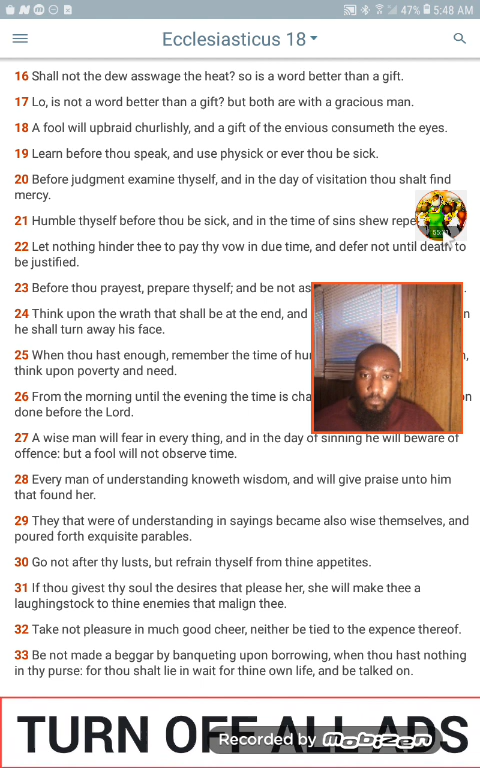 47% 5:48 AM
Ecclesiasticus 18
16 Shall not the dew asswage the heat? so is a word better than a gift.
17 Lo, is not a word better than a gift? but both are with a gracious man.
18 A fool will upbraid churlishly, and a gift of the envious consumeth the eyes.
19 Learn before thou speak, and use physick or ever thou be sick.
20 Before judgment examine thyself, and in the day of visitation thou shalt find
mercy.
21 Humble thyself before thou be sick, and in the time of sins shew repe
22 Let nothing hinder thee to pay thy vow in due time, and defer not until death to
be justified.
23 Before thou prayest, prepare thyself; and be not as
24 Think upon the wrath that shall be at the end, and
he shall turn away his face.
25 When thou hast enough, remember the time of hu
think upon poverty and need.
26 From the morning until the evening the time is cha
done before the Lord.
27 A wise man will fear in every thing, and in the day of sinning he will beware of
offence: but a fool will not observe time.
28 Every man of understanding knoweth wisdom, and will give praise unto him
that found her.
29 They that were of understanding in sayings became also wise themselves, and
poured forth exquisite parables.
30 Go not after thy lusts, but refrain thyself from thine appetites.
31 If thou givest thy soul the desires that please her, she will make thee a
laughingstock to thine enemies that malign thee.
32 Take not pleasure in much good cheer, neither be tied to the expence thereof.
33 Be not made a beggar by banqueting upon borrowing, when thou hast nothing
in thy purse: for thou shalt lie in wait for thine own life, and be talked on.
TURN OFF ALL ADS
Recorded by MOBIZEN